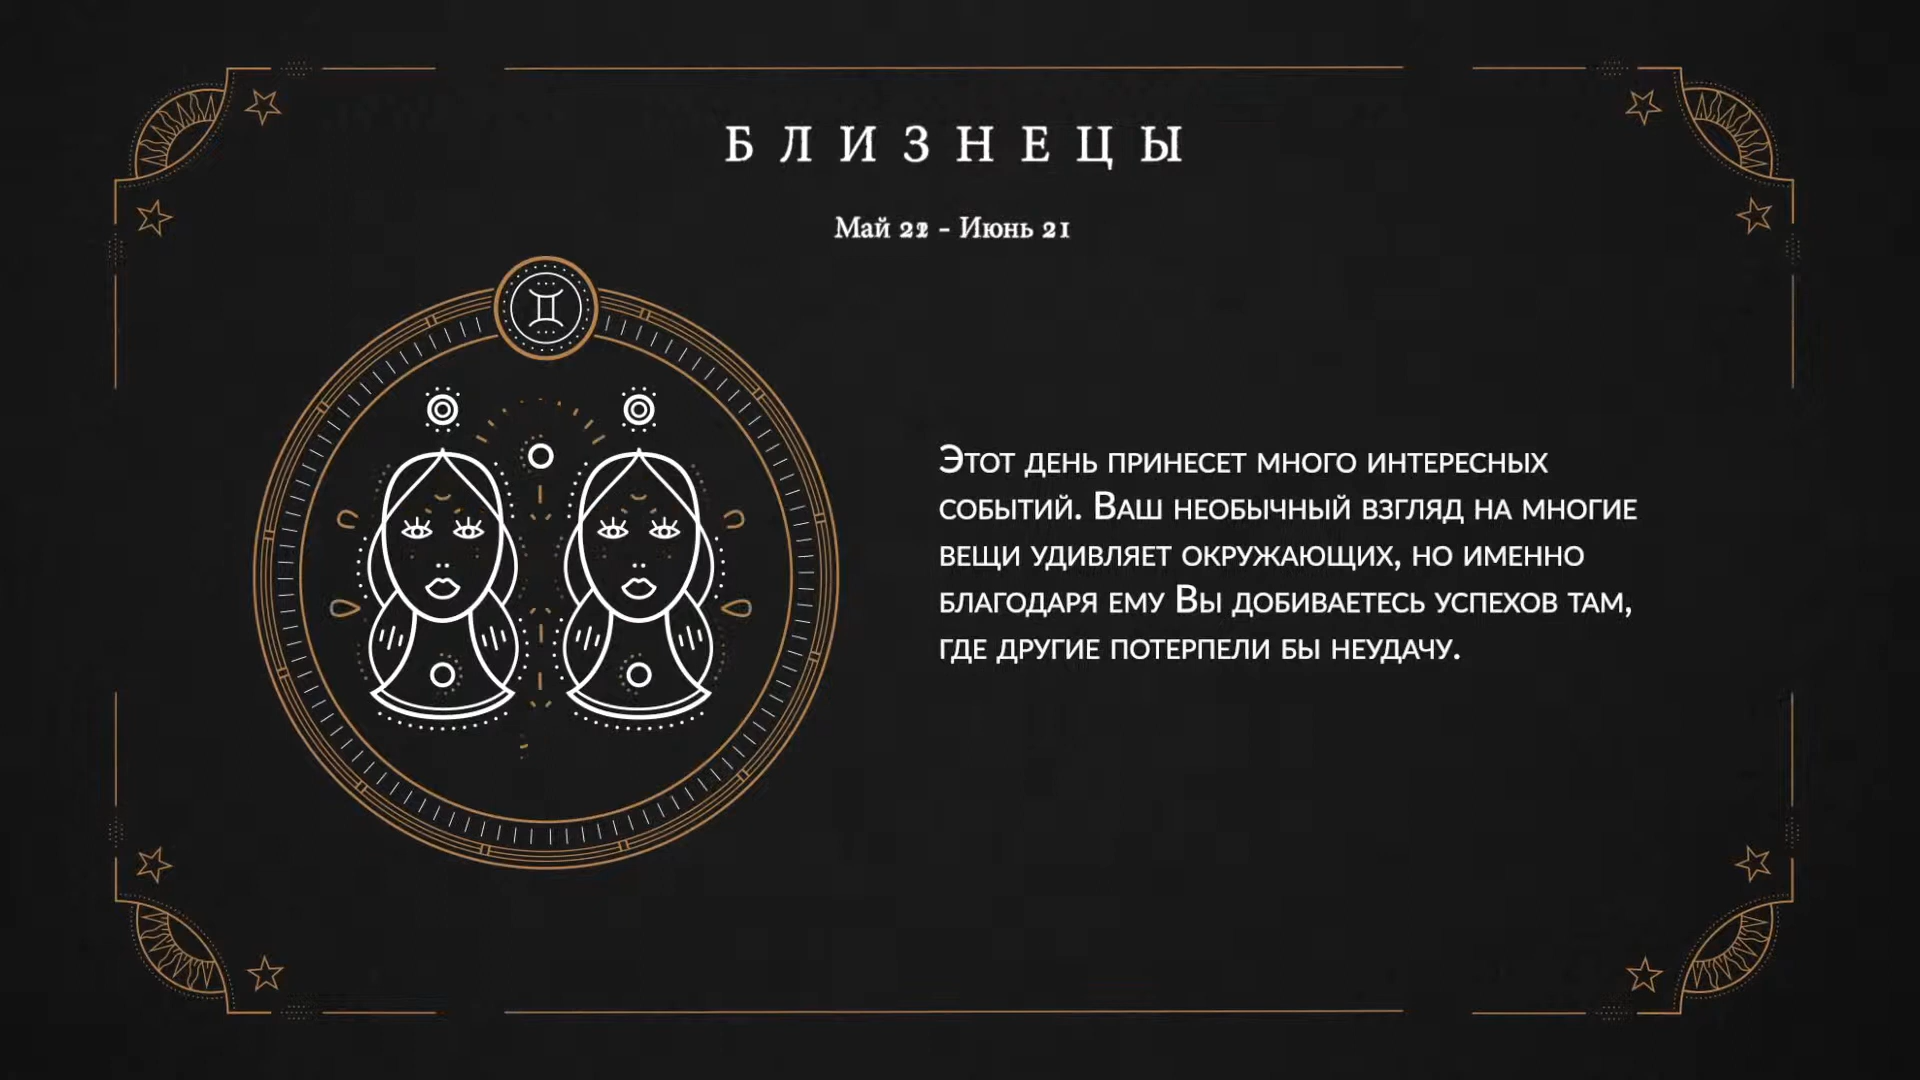 БЛИЗНЕЦЫ
Май 22 - Июнь 21
Этот день принесет много интересных
событий. Ваш необычный взгляд на многие
вещи удивляет окружающих, но именно
благодаря ему Вы добиваетесь успехов там,
где другие потерпели бы неудачу.